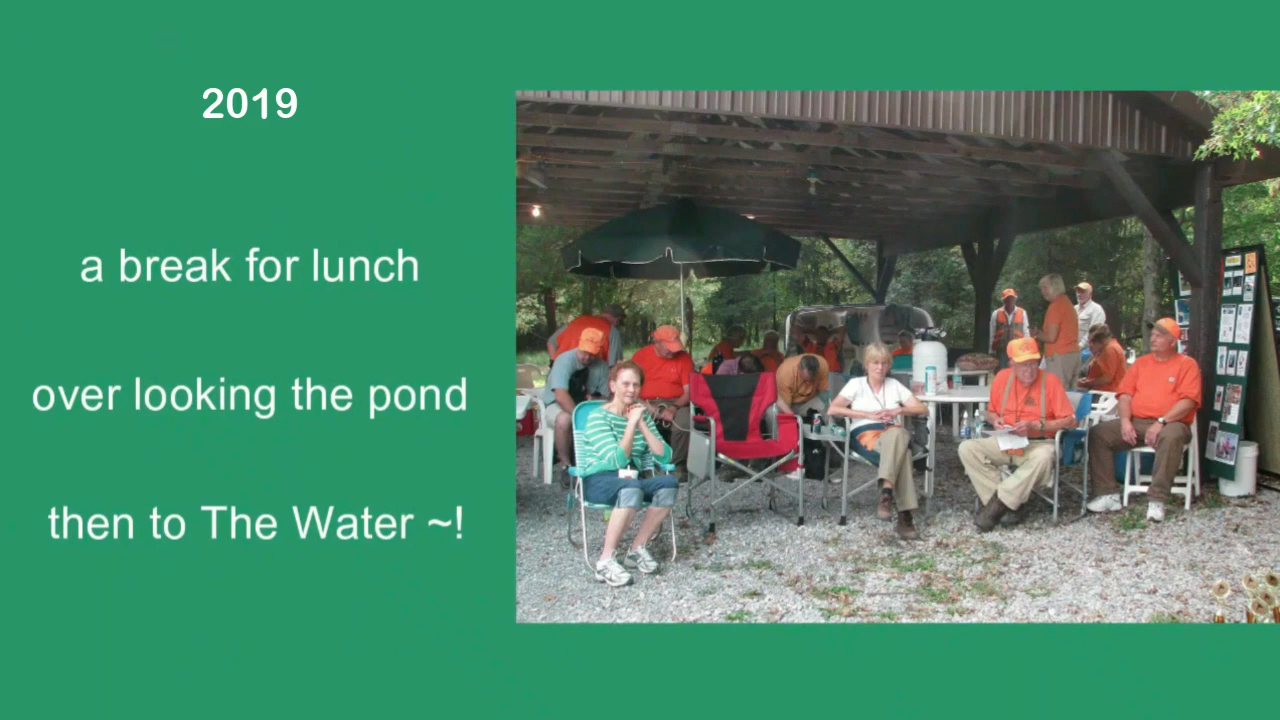 2019
a break for lunch
over looking the pond
then to The Water ~!